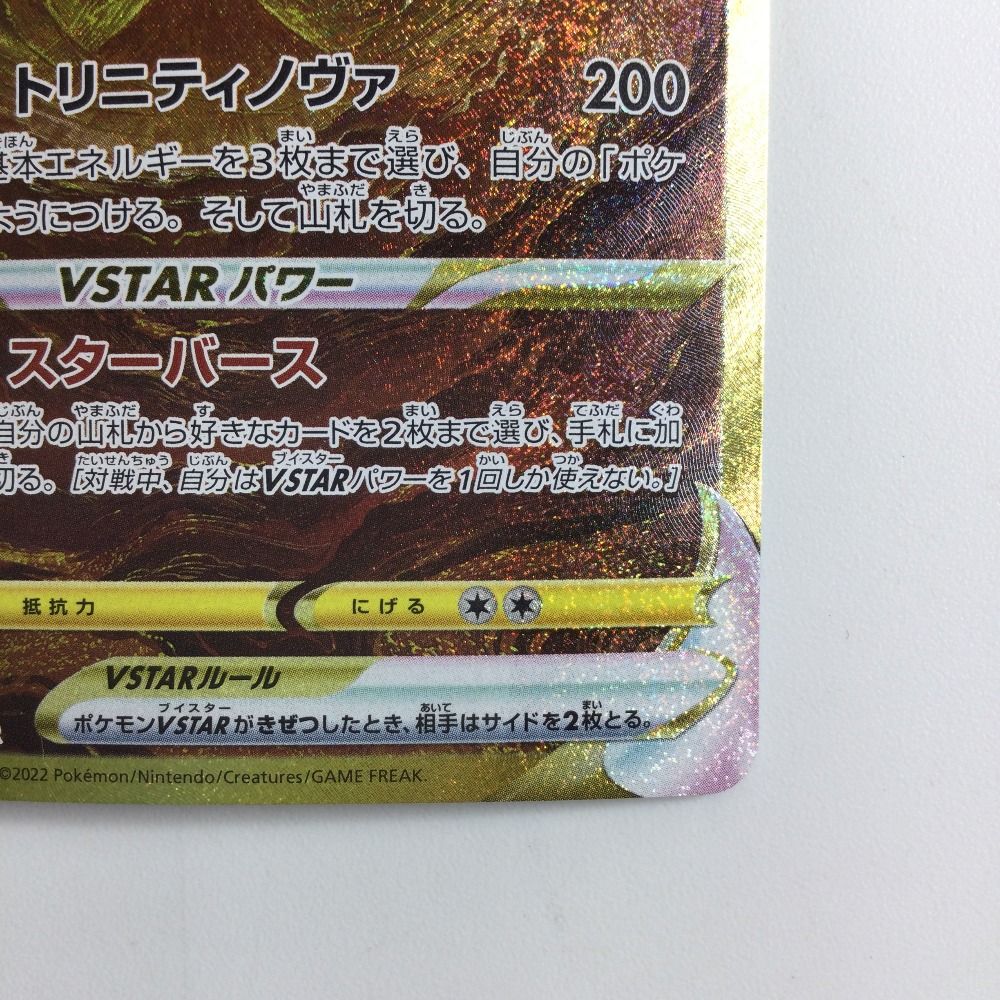 トリニティノヴァ 200
基本エネルギーを3枚まで選び、自分の「ポケ
ようにつける。そして山札を切る。
VSTARパワー
スターバース
自分の山札から好きなカードを2枚まで選び、手札に加
切る。[対戦中、自分はVSTARパワーを1回しか使えない。]
抵抗力 にげる
VSTARルール
ポケモンVSTARがきぜつしたとき、相手はサイドを2枚とる。
©2022 Pokémon/Nintendo/Creatures/GAME FREAK.